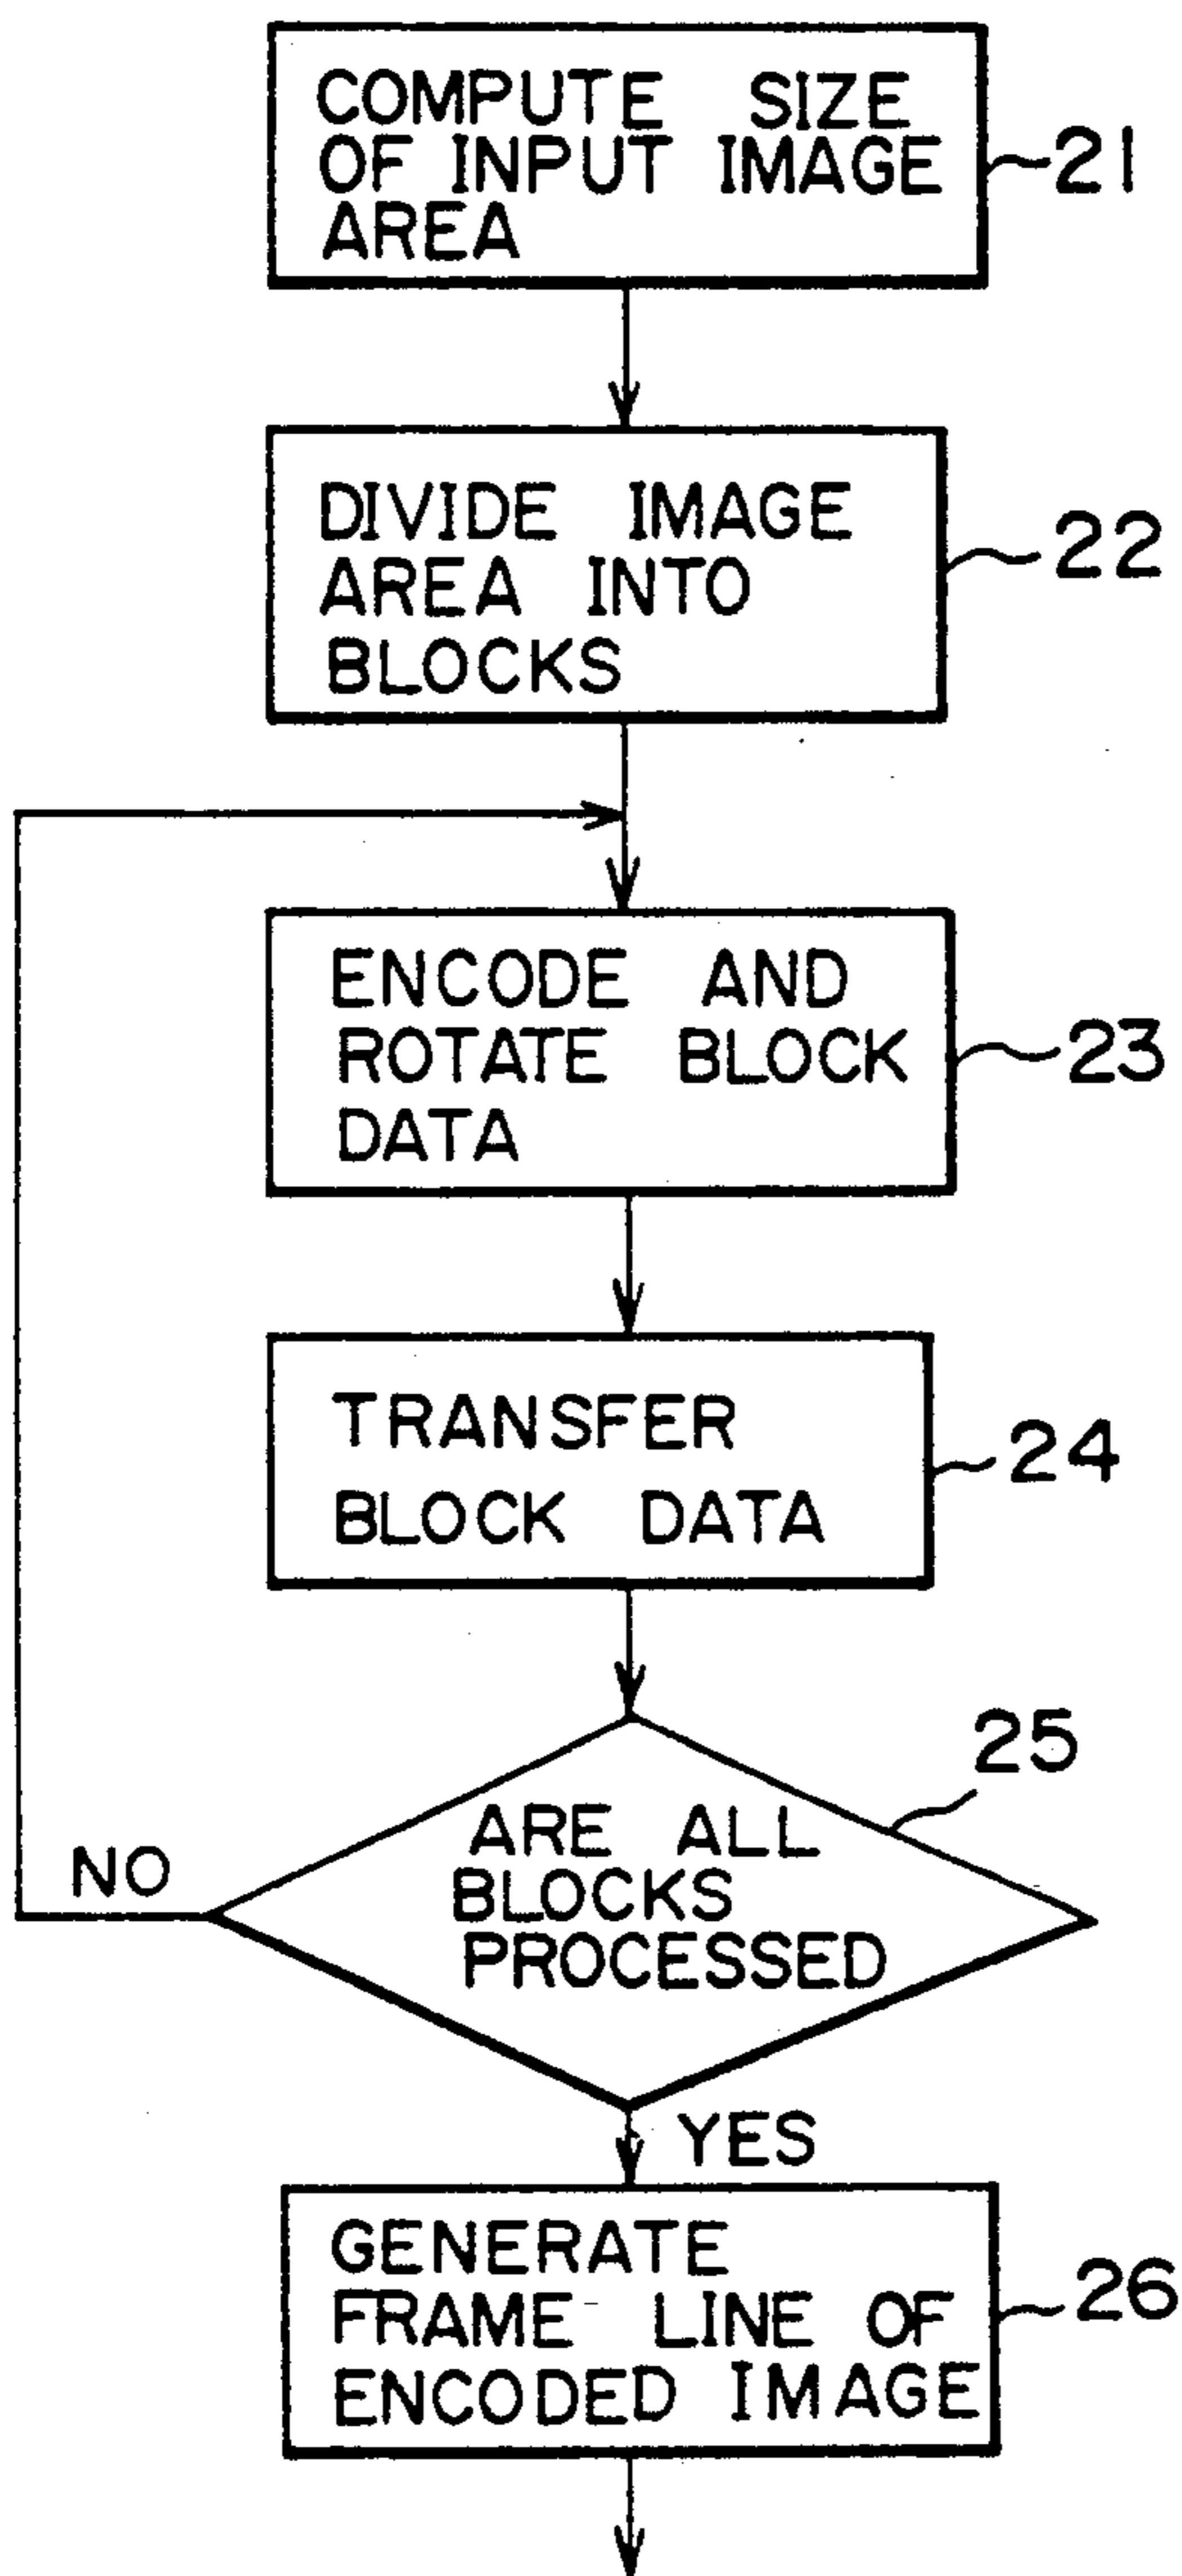 COMPUTE SIZE
OF INPUT IMAGE
AREA
21
DIVIDE IMAGE
AREA INTO
BLOCKS
22
ENCODE AND
ROTATE BLOCK
DATA
23
TRANSFER
BLOCK DATA
24
25
ARE ALL
BLOCKS
PROCESSED
NO
YES
GENERATE
FRAME LINE OF
ENCODED IMAGE
26